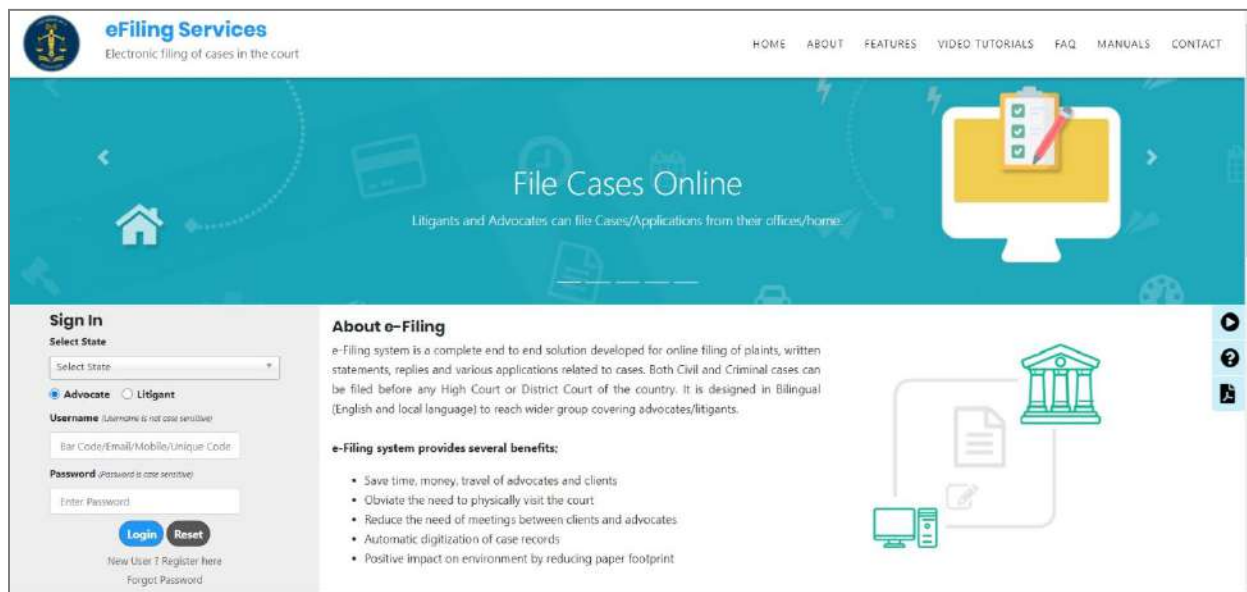 eFiling Services
Electronic filing of cases in the court
HOME ABOUT FEATURES VIDEO TUTORIALS FAQ MANUALS CONTACT
File Cases Online
Litigants and Advocates can file Cases/Applications from their offices/home.
Sign In
Select State
Select State
Advocate Litigant
Username (Username is not case sensitive)
Bar Code/Email/Mobile/Unique Code
Password (Password is case sensitive)
Enter Password
Login Reset
New User ? Register here
Forgot Password
About e-Filing
e-Filing system is a complete end to end solution developed for online filing of plaints, written
statements, replies and various applications related to cases. Both Civil and Criminal cases can
be filed before any High Court or District Court of the country. It is designed in Bilingual
(English and local language) to reach wider group covering advocates/litigants.
e-Filing system provides several benefits:
• Save time, money, travel of advocates and clients
• Obviate the need to physically visit the court
• Reduce the need of meetings between clients and advocates
• Automatic digitization of case records
• Positive impact on environment by reducing paper footprint